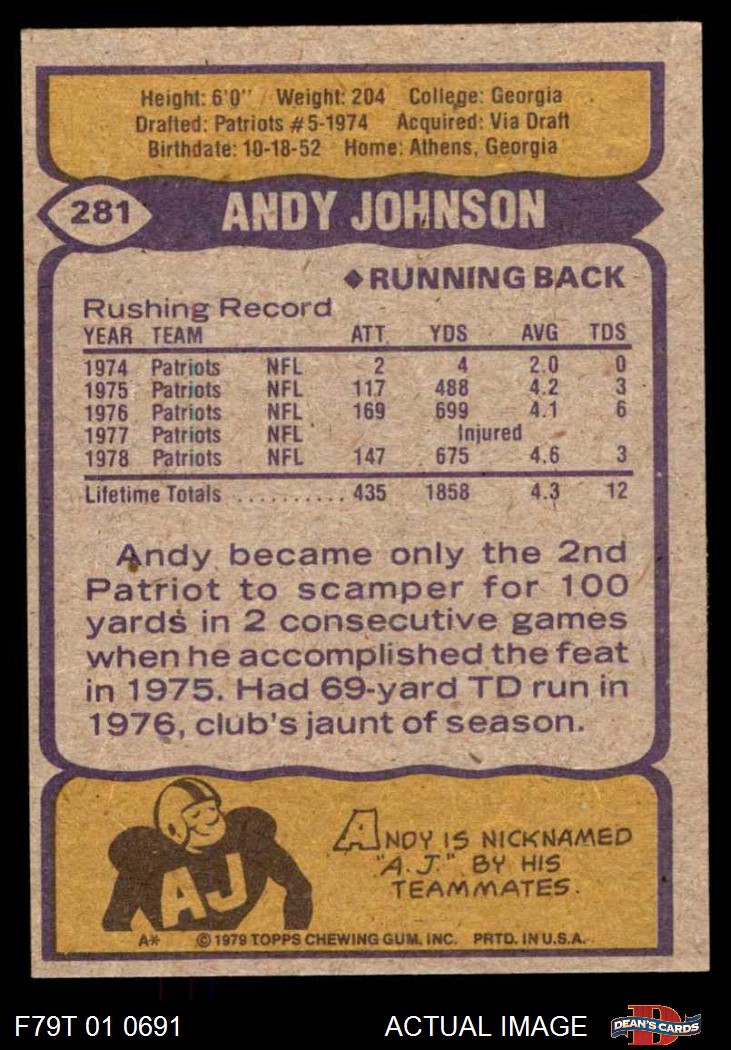 Height: 6'0" Weight: 204 College: Georgia
Drafted: Patriots #5-1974 Acquired: Via Draft
Birthdate: 10-18-52 Home: Athens, Georgia
281 ANDY JOHNSON
◆RUNNING BACK
Rushing Record
YEAR TEAM ATT. YDS AVG TDS
1974 Patriots NFL 2 4 2.0 0
1975 Patriots NFL 117 488 4.2 3
1976 Patriots NFL 169 699 4.1 6
1977 Patriots NFL Injured
1978 Patriots NFL 147 675 4.6 3
Lifetime Totals .......... 435 1858 4.3 12
Andy became only the 2nd
Patriot to scamper for 100
yards in 2 consecutive games
when he accomplished the feat
in 1975. Had 69-yard TD run in
1976, club's jaunt of season.
ANDY IS NICKNAMED
"A.J." BY HIS
TEAMMATES.
AJ
A* ©1979 TOPPS CHEWING GUM, INC. PRTD. IN U.S.A.
F79T 01 0691 ACTUAL IMAGE D DEAN'S CARDS